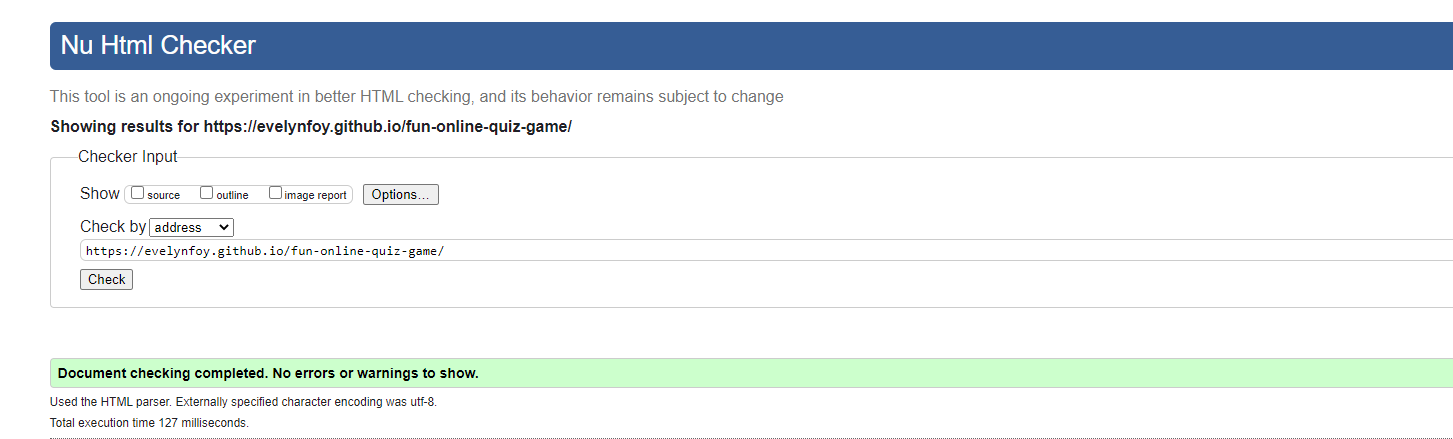 Nu Html Checker
This tool is an ongoing experiment in better HTML checking, and its behavior remains subject to change
Showing results for https://evelynfoy.github.io/fun-online-quiz-game/
Checker Input
Show source outline image report Options...
Check by address
https://evelynfoy.github.io/fun-online-quiz-game/
Check
Document checking completed. No errors or warnings to show.
Used the HTML parser. Externally specified character encoding was utf-8.
Total execution time 127 milliseconds.